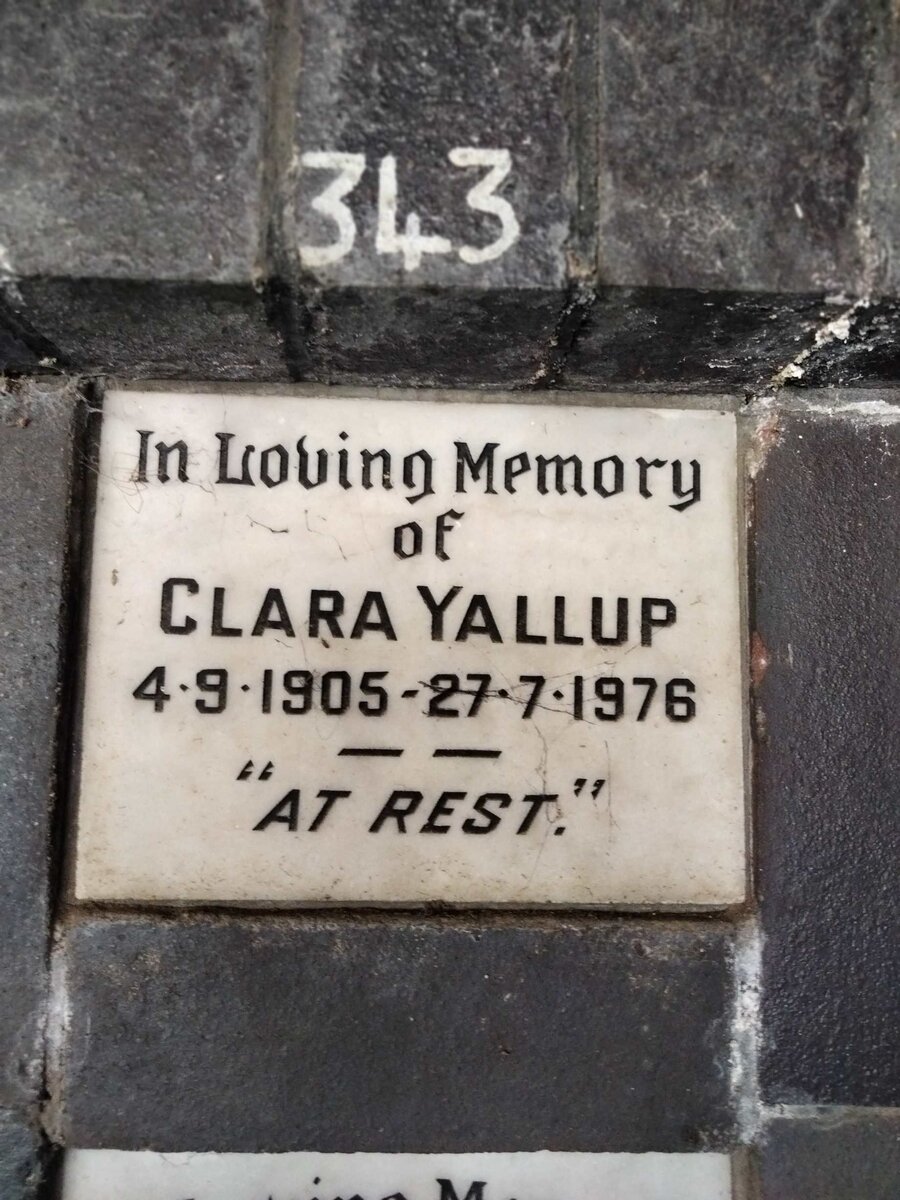 343
In Loving Memory
of
CLARA YALLUP
4·9·1905-27·7·1976
— —
“AT REST.”